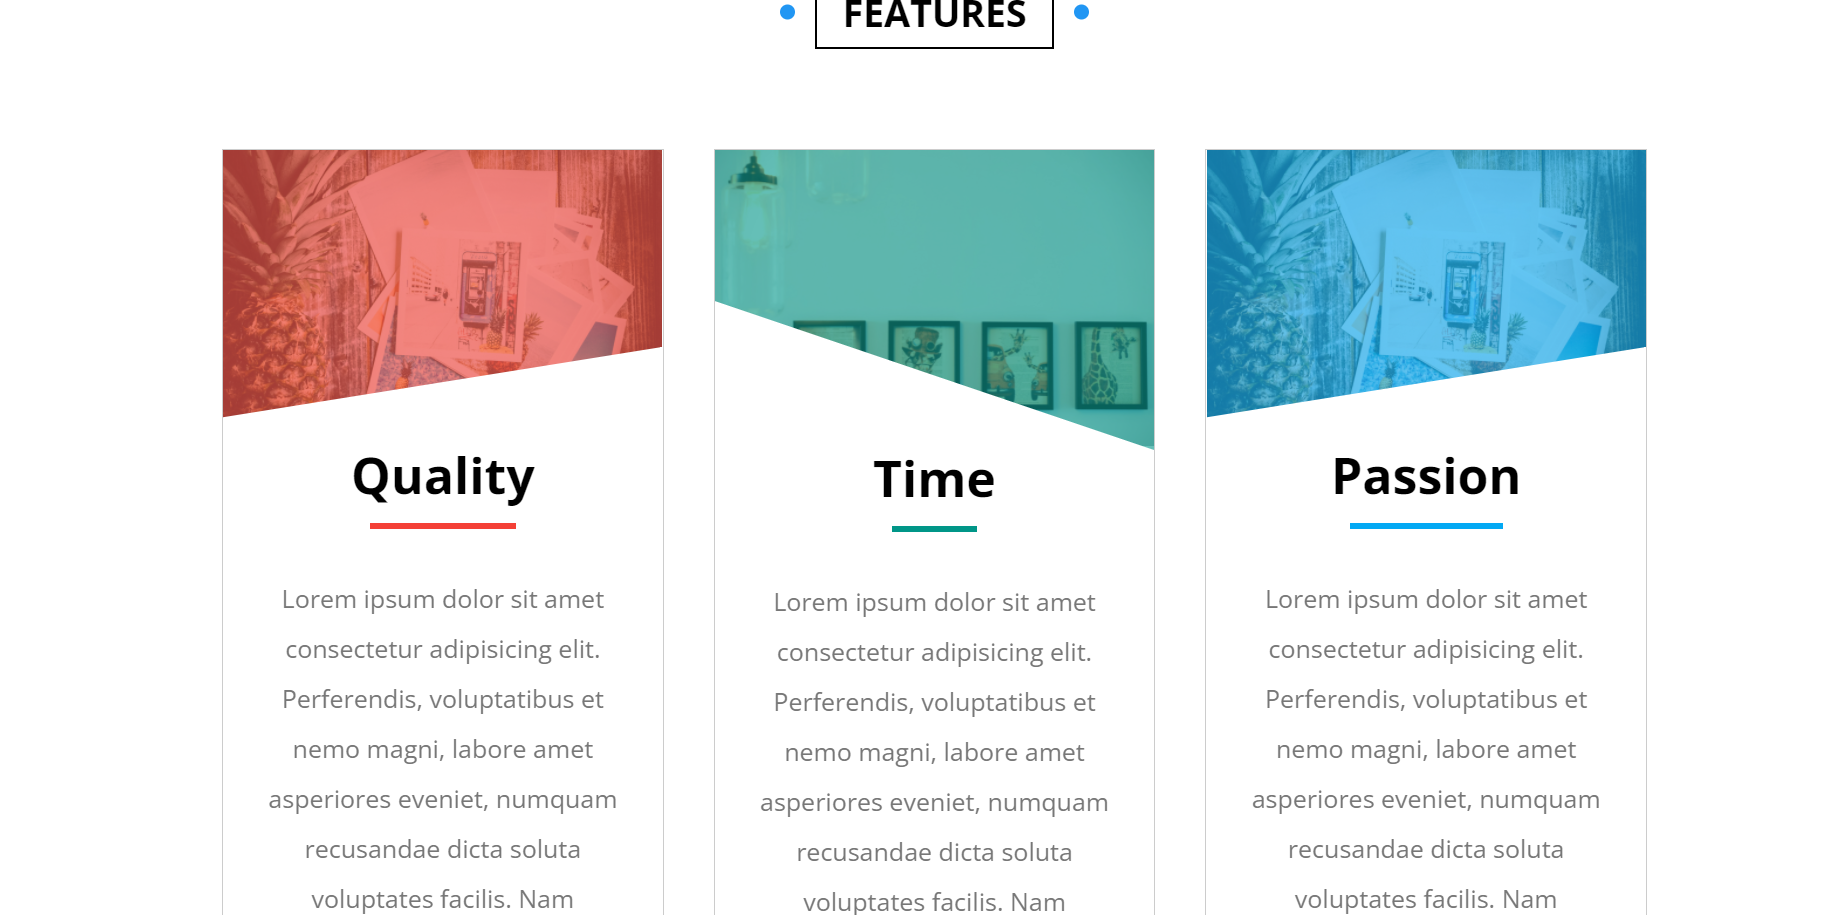 FEATURES
Quality
Lorem ipsum dolor sit amet
consectetur adipisicing elit.
Perferendis, voluptatibus et
nemo magni, labore amet
asperiores eveniet, numquam
recusandae dicta soluta
voluptates facilis. Nam
Time
Lorem ipsum dolor sit amet
consectetur adipisicing elit.
Perferendis, voluptatibus et
nemo magni, labore amet
asperiores eveniet, numquam
recusandae dicta soluta
voluptates facilis. Nam
Passion
Lorem ipsum dolor sit amet
consectetur adipisicing elit.
Perferendis, voluptatibus et
nemo magni, labore amet
asperiores eveniet, numquam
recusandae dicta soluta
voluptates facilis. Nam